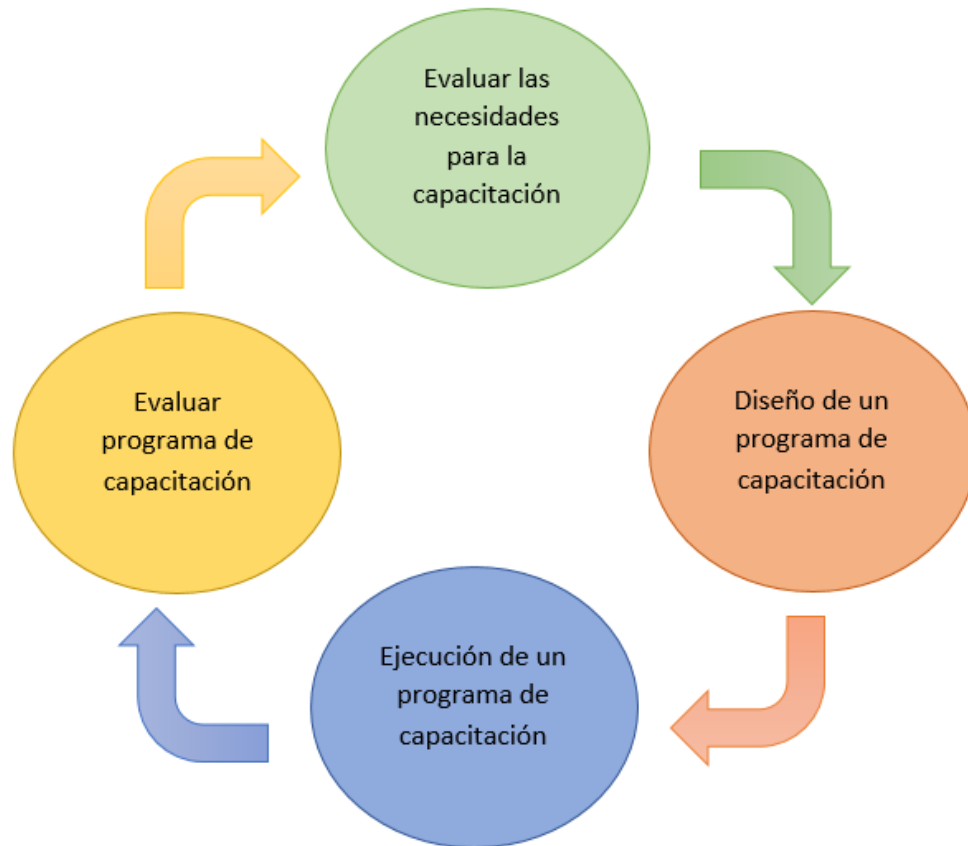 Evaluar las
necesidades
para la
capacitación
Diseño de un
programa de
capacitación
Ejecución de un
programa de
capacitación
Evaluar
programa de
capacitación